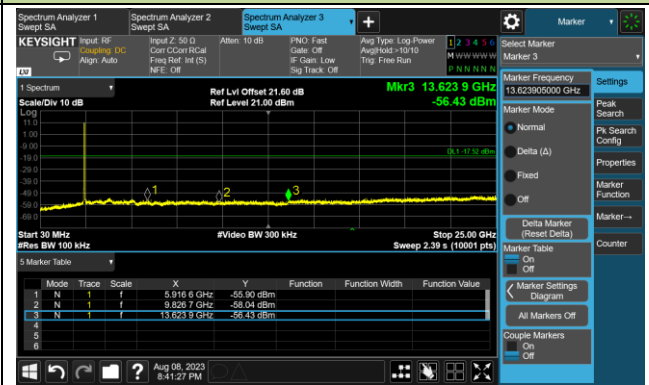 Spectrum Analyzer 1
Swept SA
Spectrum Analyzer 2
Swept SA
Spectrum Analyzer 3
Swept SA
+
Marker
KEYSIGHT
LXI
Input: RF
Coupling: DC
Align: Auto
Input Z: 50 Ω
Corr CCorr RCal
Freq Ref: Int (S)
NFE: Off
Atten: 10 dB
PNO: Fast
Gate: Off
IF Gain: Low
Sig Track: Off
Avg Type: Log-Power
Avg|Hold:>10/10
Trig: Free Run
1 2 3 4 5 6
M W W W W W
P N N N N N
Select Marker
Marker 3
1 Spectrum
Scale/Div 10 dB
Ref Lvl Offset 21.60 dB
Ref Level 21.00 dBm
Mkr3 13.623 9 GHz
-56.43 dBm
Log
11.0
1.00
-9.00
-19.0
-29.0
-39.0
-49.0
-59.0
-69.0
DL1 -17.52 dBm
1
2
3
Start 30 MHz
#Res BW 100 kHz
#Video BW 300 kHz
Stop 25.00 GHz
Sweep 2.39 s (10001 pts)
5 Marker Table
Mode Trace Scale X Y Function Function Width Function Value
1 N 1 f 5.916 6 GHz -55.90 dBm
2 N 1 f 9.826 7 GHz -58.04 dBm
3 N 1 f 13.623 9 GHz -56.43 dBm
4
5
6
Marker Frequency
13.623905000 GHz
Marker Mode
Normal
Delta (Δ)
Fixed
Off
Delta Marker
(Reset Delta)
Marker Table
On
Off
Marker Settings
Diagram
All Markers Off
Couple Markers
On
Off
Settings
Peak
Search
Pk Search
Config
Properties
Marker
Function
Marker→
Counter
?
Aug 08, 2023
8:41:27 PM